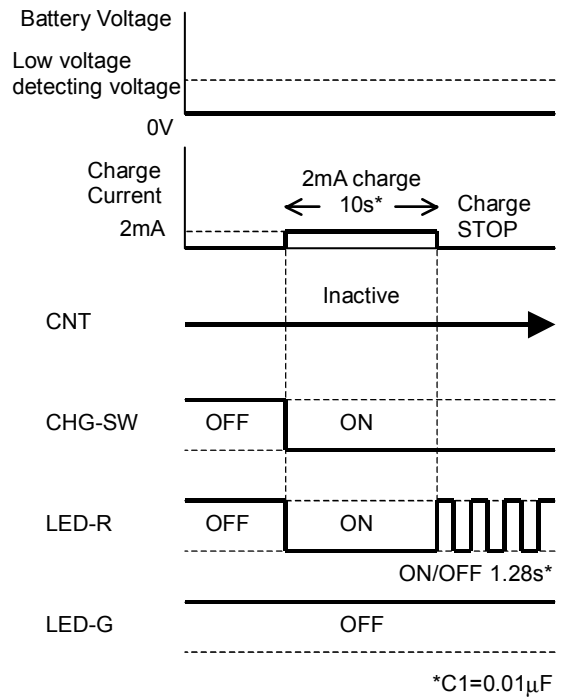 Battery Voltage
Low voltage
detecting voltage
0V
Charge
Current
2mA
2mA charge
10s*
Charge
STOP
Inactive
CNT
CHG-SW
OFF
ON
LED-R
OFF
ON
ON/OFF 1.28s*
LED-G
OFF
*C1=0.01μF